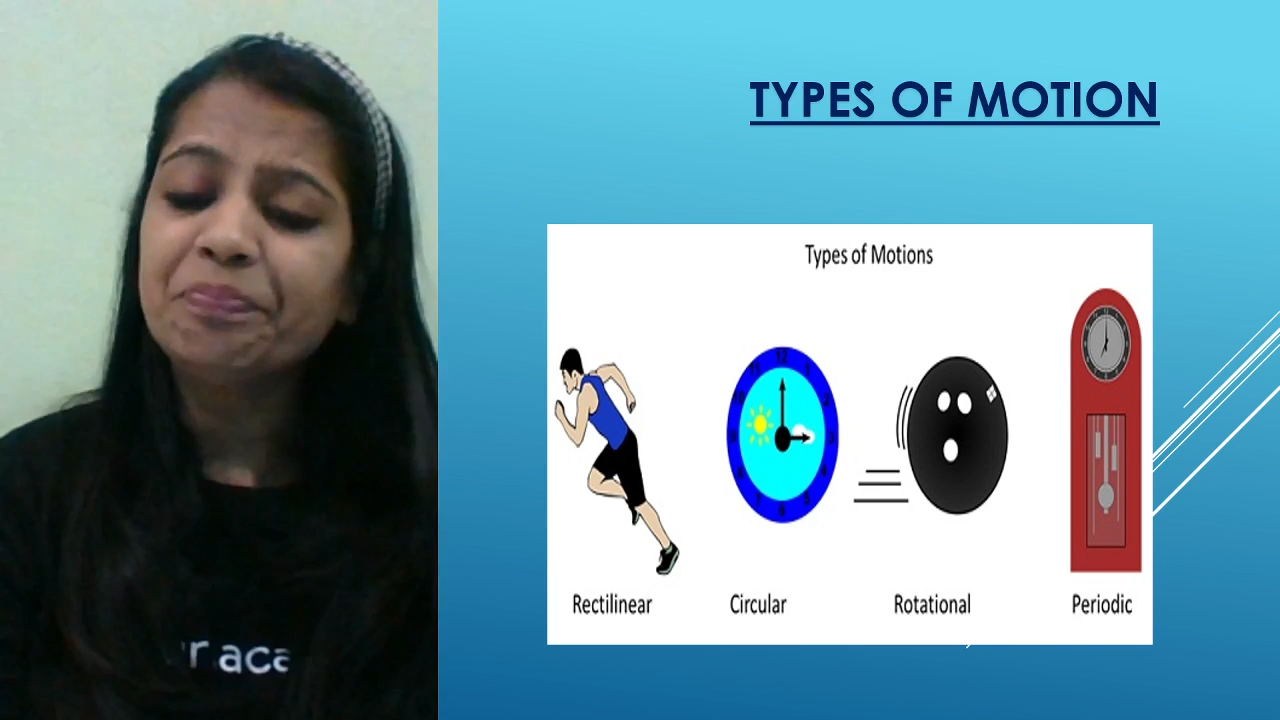 TYPES OF MOTION
Types of Motions
Rectilinear Circular Rotational Periodic